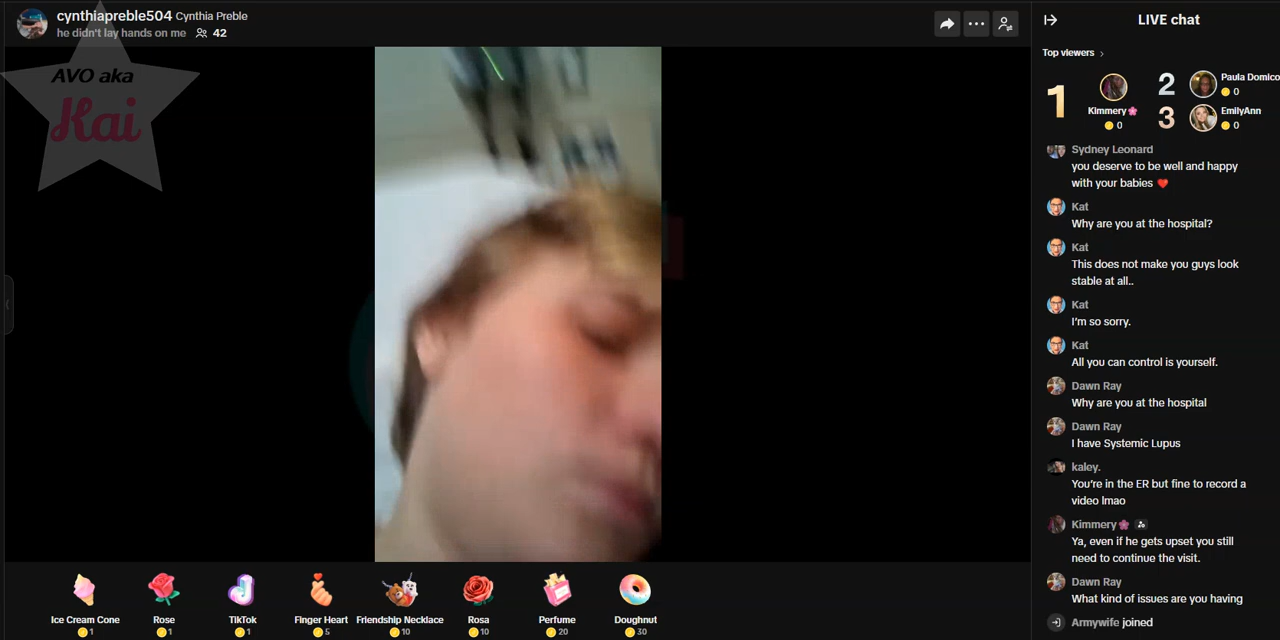 cynthiapreble504 Cynthia Preble
he didn't lay hands on me 42
AVO aka
Kai
LIVE chat
Top viewers
1
Kimmery
0
2
Paula Domico
0
3
EmilyAnn
0
Sydney Leonard
you deserve to be well and happy
with your babies
Kat
Why are you at the hospital?
Kat
This does not make you guys look
stable at all..
Kat
I'm so sorry.
Kat
All you can control is yourself.
Dawn Ray
Why are you at the hospital
Dawn Ray
I have Systemic Lupus
kaley.
You're in the ER but fine to record a
video lmao
Kimmery
Ya, even if he gets upset you still
need to continue the visit.
Dawn Ray
What kind of issues are you having
Armywife joined
Ice Cream Cone
1
Rose
1
TikTok
1
Finger Heart
5
Friendship Necklace
10
Rosa
10
Perfume
20
Doughnut
30